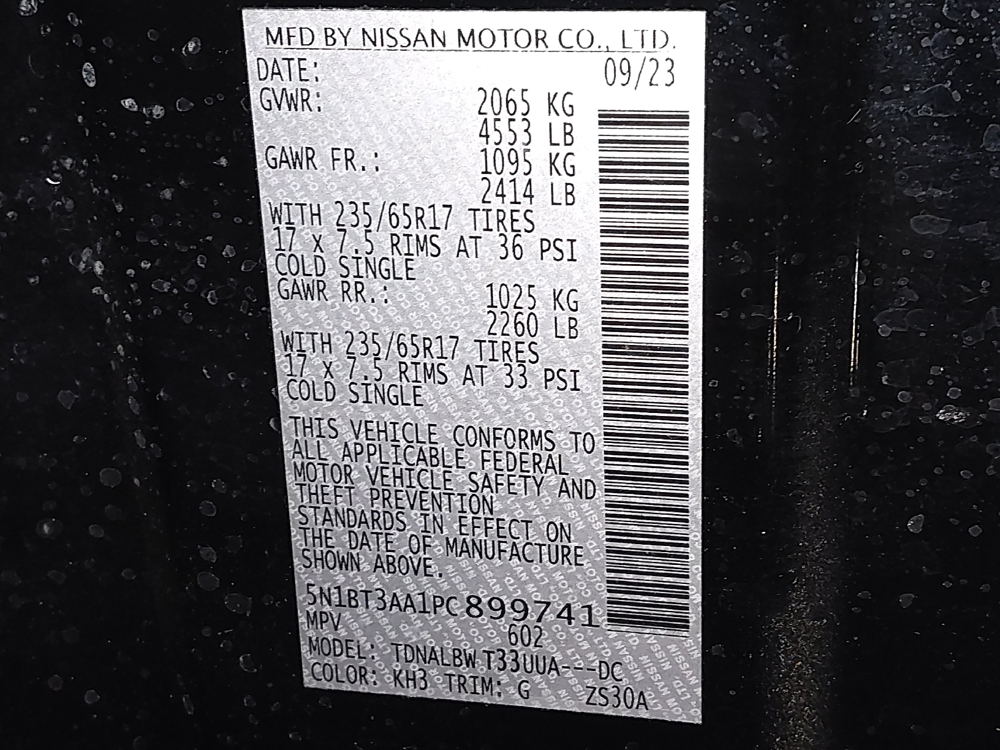 MFD BY NISSAN MOTOR CO., LTD.
DATE: 09/23
GVWR: 2065 KG
4553 LB
GAWR FR.: 1095 KG
2414 LB
WITH 235/65R17 TIRES
17 x 7.5 RIMS AT 36 PSI
COLD SINGLE
GAWR RR.: 1025 KG
2260 LB
WITH 235/65R17 TIRES
17 x 7.5 RIMS AT 33 PSI
COLD SINGLE
THIS VEHICLE CONFORMS TO
ALL APPLICABLE FEDERAL
MOTOR VEHICLE SAFETY AND
THEFT PREVENTION
STANDARDS IN EFFECT ON
THE DATE OF MANUFACTURE
SHOWN ABOVE.
5N1BT3AA1PC899741
MPV 602
MODEL: TDNALBW T33UUA---DC
COLOR: KH3 TRIM: G ZS30A